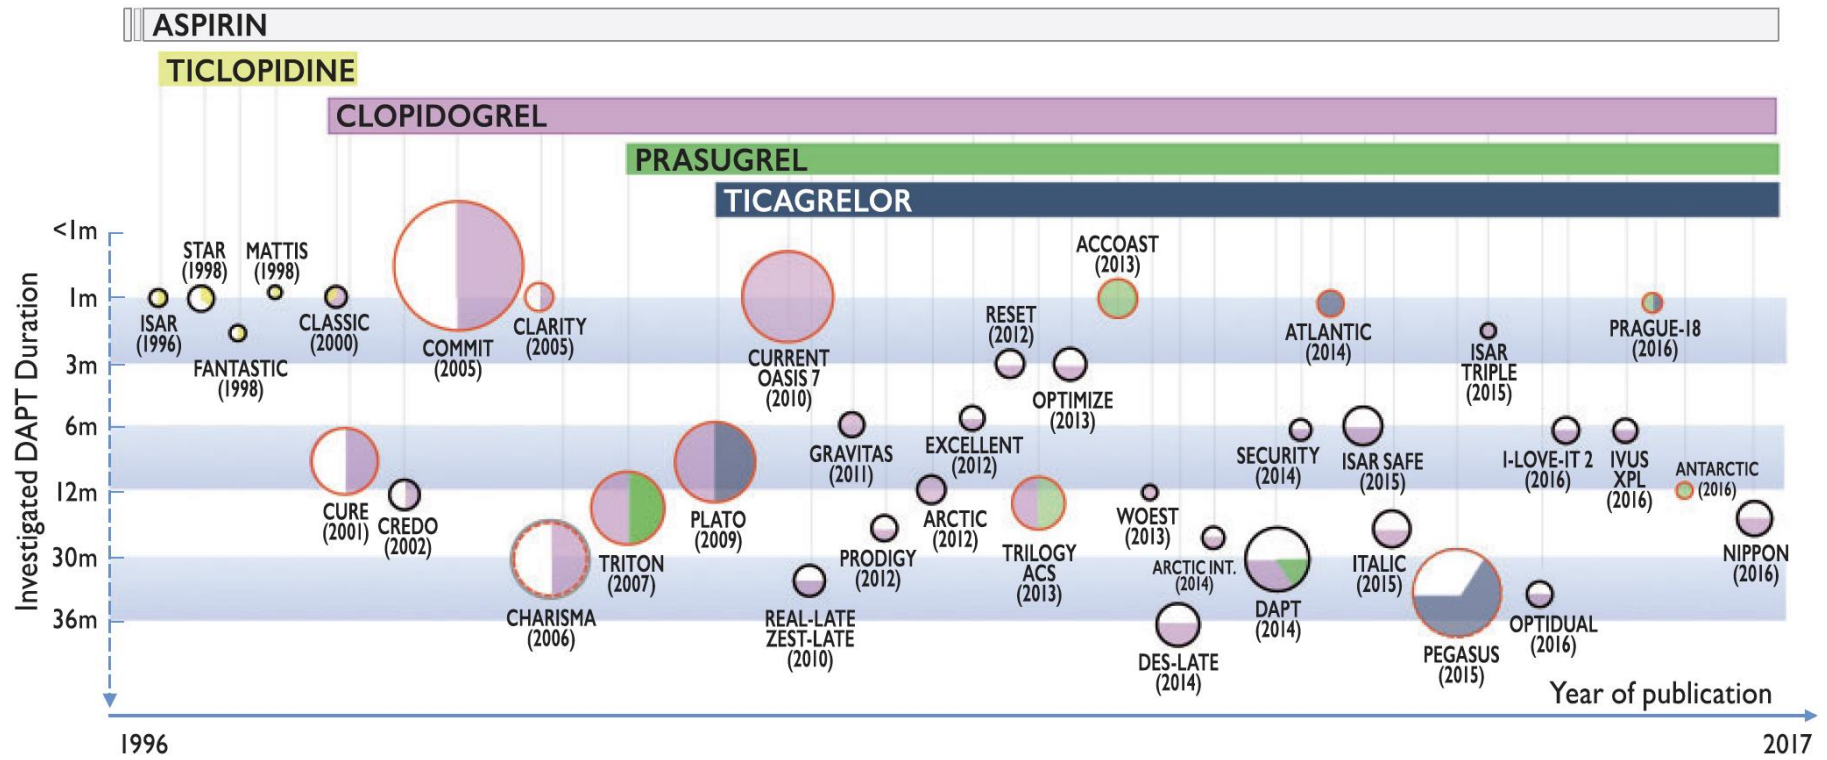 ASPIRIN
TICLOPIDINE
CLOPIDOGREL
PRASUGREL
TICAGRELOR
Investigated DAPT Duration
<1m
1m
3m
6m
12m
30m
36m
ISAR
(1996)
STAR
(1998)
FANTASTIC
(1998)
MATTIS
(1998)
CLASSIC
(2000)
CURE
(2001)
CREDO
(2002)
COMMIT
(2005)
CLARITY
(2005)
CHARISMA
(2006)
TRITON
(2007)
PLATO
(2009)
CURRENT
OASIS 7
(2010)
REAL-LATE
ZEST-LATE
(2010)
GRAVITAS
(2011)
PRODIGY
(2012)
ARCTIC
(2012)
EXCELLENT
(2012)
RESET
(2012)
TRILOGY
ACS
(2013)
OPTIMIZE
(2013)
ACCOAST
(2013)
WOEST
(2013)
DES-LATE
(2014)
ARCTIC INT.
(2014)
DAPT
(2014)
SECURITY
(2014)
ATLANTIC
(2014)
ISAR SAFE
(2015)
ITALIC
(2015)
PEGASUS
(2015)
ISAR
TRIPLE
(2015)
OPTIDUAL
(2016)
I-LOVE-IT 2
(2016)
IVUS
XPL
(2016)
PRAGUE-18
(2016)
ANTARCTIC
(2016)
NIPPON
(2016)
Year of publication
1996
2017